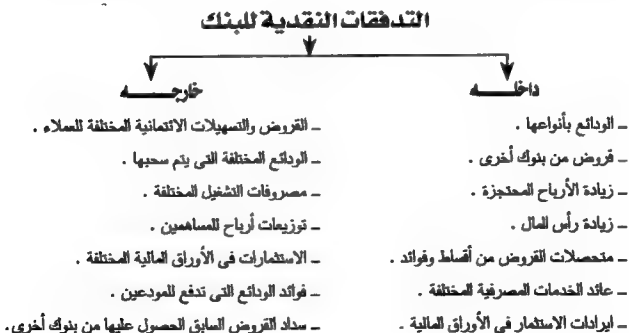 التدفقات النقدية للبنك
داخلــه
ـ الودائع بأنواعها .
ـ قروض من بنوك أخرى .
ـ زيادة الأرباح المحتجزة .
ـ زيادة رأس المال .
ـ متحصلات القروض من أقساط وفوائد .
ـ عائد الخدمات المصرفية المختلفة .
ـ ايرادات الاستثمار فى الأوراق المالية .
خارجــــه
ـ القروض والتسهيلات الائتمانية المختلفة للعملاء .
ـ الودائع المختلفة التى يتم سحبها .
ـ مصروفات التشغيل المختلفة .
ـ توزيعات أرباح للمساهمين .
ـ الاستثمارات فى الأوراق المالية المختلفة .
ـ فوائد الودائع التى تدفع للمودعين .
ـ سداد القروض السابق الحصول عليها من بنوك أخرى.